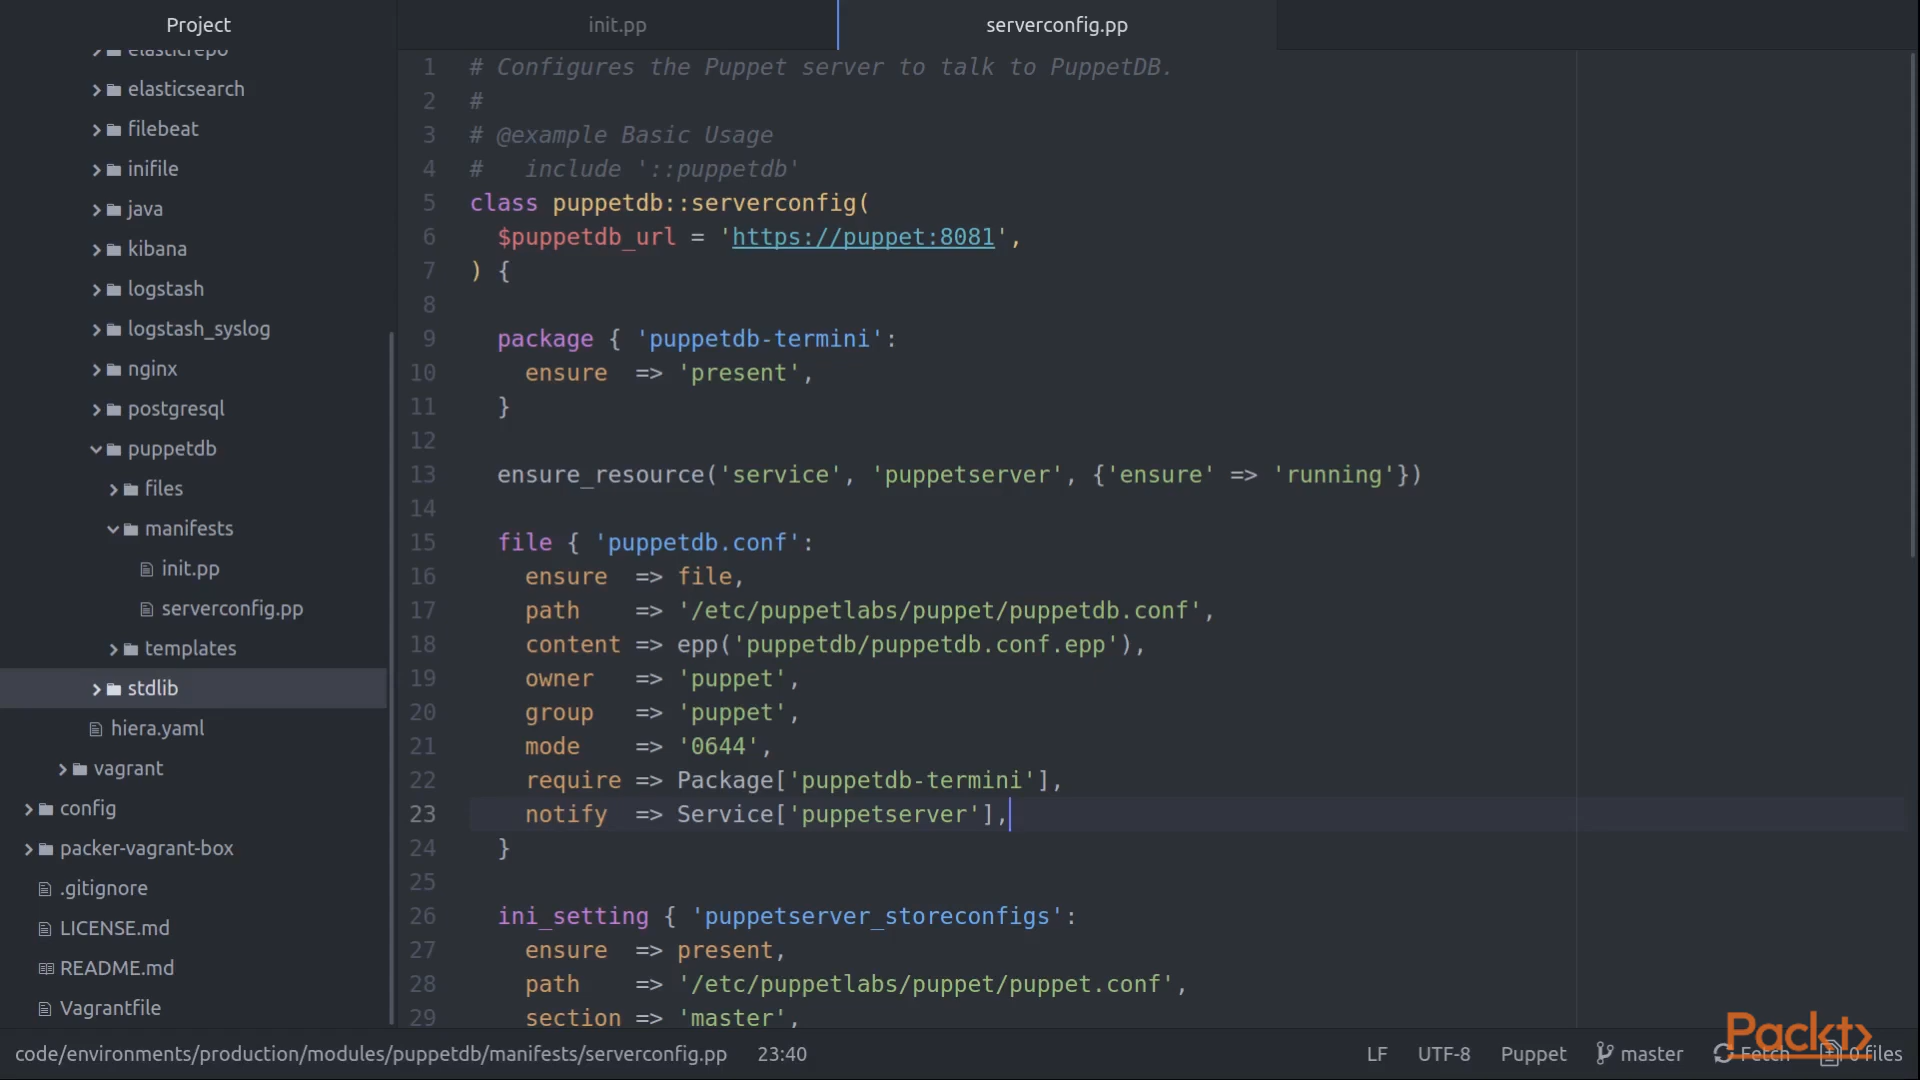 Project
init.pp
serverconfig.pp
elasticrepo
elasticsearch
filebeat
inifile
java
kibana
logstash
logstash_syslog
nginx
postgresql
puppetdb
files
manifests
init.pp
serverconfig.pp
templates
stdlib
hiera.yaml
vagrant
config
packer-vagrant-box
.gitignore
LICENSE.md
README.md
Vagrantfile
1 # Configures the Puppet server to talk to PuppetDB.
2 #
3 # @example Basic Usage
4 #   include '::puppetdb'
5 class puppetdb::serverconfig(
6   $puppetdb_url = 'https://puppet:8081',
7 ) {
8
9   package { 'puppetdb-termini':
10     ensure  => 'present',
11   }
12
13   ensure_resource('service', 'puppetserver', {'ensure' => 'running'})
14
15   file { 'puppetdb.conf':
16     ensure  => file,
17     path    => '/etc/puppetlabs/puppet/puppetdb.conf',
18     content => epp('puppetdb/puppetdb.conf.epp'),
19     owner   => 'puppet',
20     group   => 'puppet',
21     mode    => '0644',
22     require => Package['puppetdb-termini'],
23     notify  => Service['puppetserver'],
24   }
25
26   ini_setting { 'puppetserver_storeconfigs':
27     ensure  => present,
28     path    => '/etc/puppetlabs/puppet/puppet.conf',
29     section => 'master',
code/environments/production/modules/puppetdb/manifests/serverconfig.pp 23:40
LF UTF-8 Puppet master Fetch 0 files
Packt>